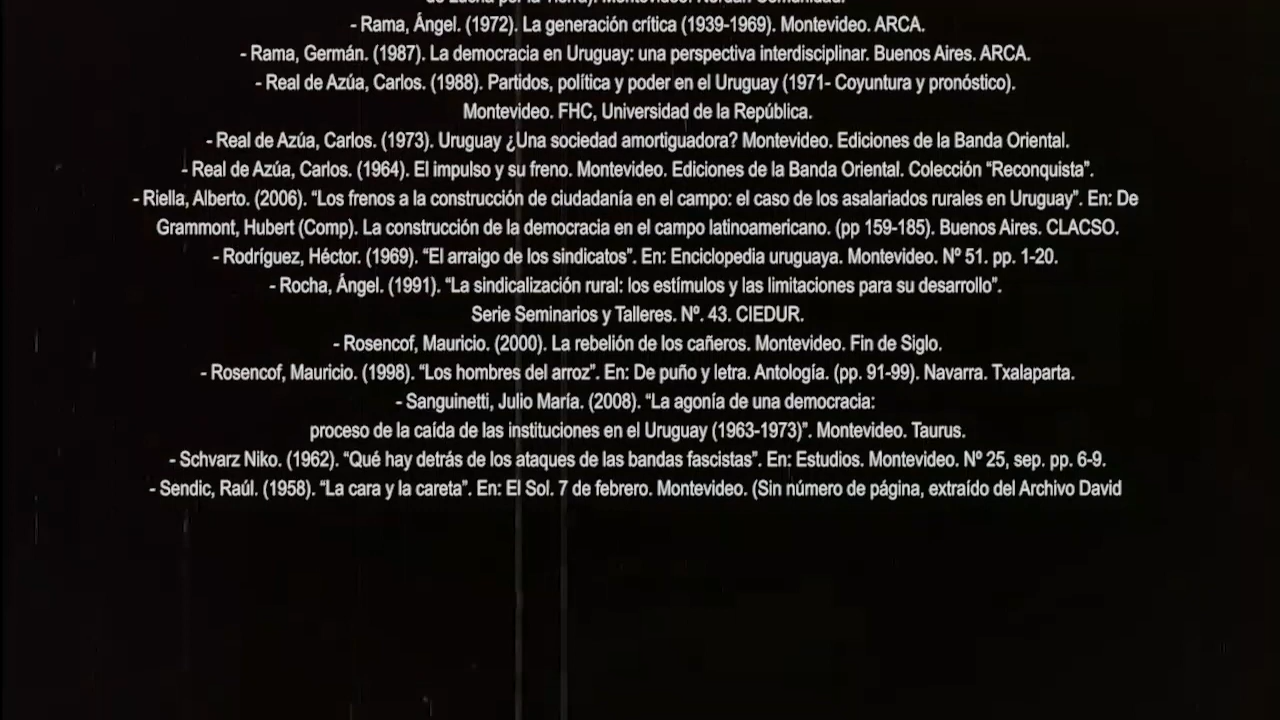 - Rama, Ángel. (1972). La generación crítica (1939-1969). Montevideo. ARCA.
- Rama, Germán. (1987). La democracia en Uruguay: una perspectiva interdisciplinar. Buenos Aires. ARCA.
- Real de Azúa, Carlos. (1988). Partidos, política y poder en el Uruguay (1971- Coyuntura y pronóstico).
Montevideo. FHC, Universidad de la República.
- Real de Azúa, Carlos. (1973). Uruguay ¿Una sociedad amortiguadora? Montevideo. Ediciones de la Banda Oriental.
- Real de Azúa, Carlos. (1964). El impulso y su freno. Montevideo. Ediciones de la Banda Oriental. Colección “Reconquista”.
- Riella, Alberto. (2006). “Los frenos a la construcción de ciudadanía en el campo: el caso de los asalariados rurales en Uruguay”. En: De
Grammont, Hubert (Comp). La construcción de la democracia en el campo latinoamericano. (pp 159-185). Buenos Aires. CLACSO.
- Rodríguez, Héctor. (1969). “El arraigo de los sindicatos”. En: Enciclopedia uruguaya. Montevideo. Nº 51. pp. 1-20.
- Rocha, Ángel. (1991). “La sindicalización rural: los estímulos y las limitaciones para su desarrollo”.
Serie Seminarios y Talleres. Nº. 43. CIEDUR.
- Rosencof, Mauricio. (2000). La rebelión de los cañeros. Montevideo. Fin de Siglo.
- Rosencof, Mauricio. (1998). “Los hombres del arroz”. En: De puño y letra. Antología. (pp. 91-99). Navarra. Txalaparta.
- Sanguinetti, Julio María. (2008). “La agonía de una democracia:
proceso de la caída de las instituciones en el Uruguay (1963-1973)”. Montevideo. Taurus.
- Schvarz Niko. (1962). “Qué hay detrás de los ataques de las bandas fascistas”. En: Estudios. Montevideo. Nº 25, sep. pp. 6-9.
- Sendic, Raúl. (1958). “La cara y la careta”. En: El Sol. 7 de febrero. Montevideo. (Sin número de página, extraído del Archivo David